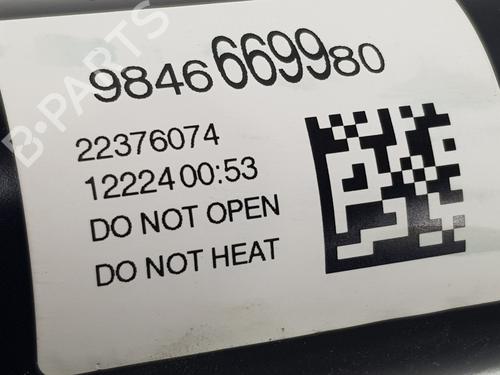 9846669980
22376074
12224 00:53
DO NOT OPEN
DO NOT HEAT
B-PARTS